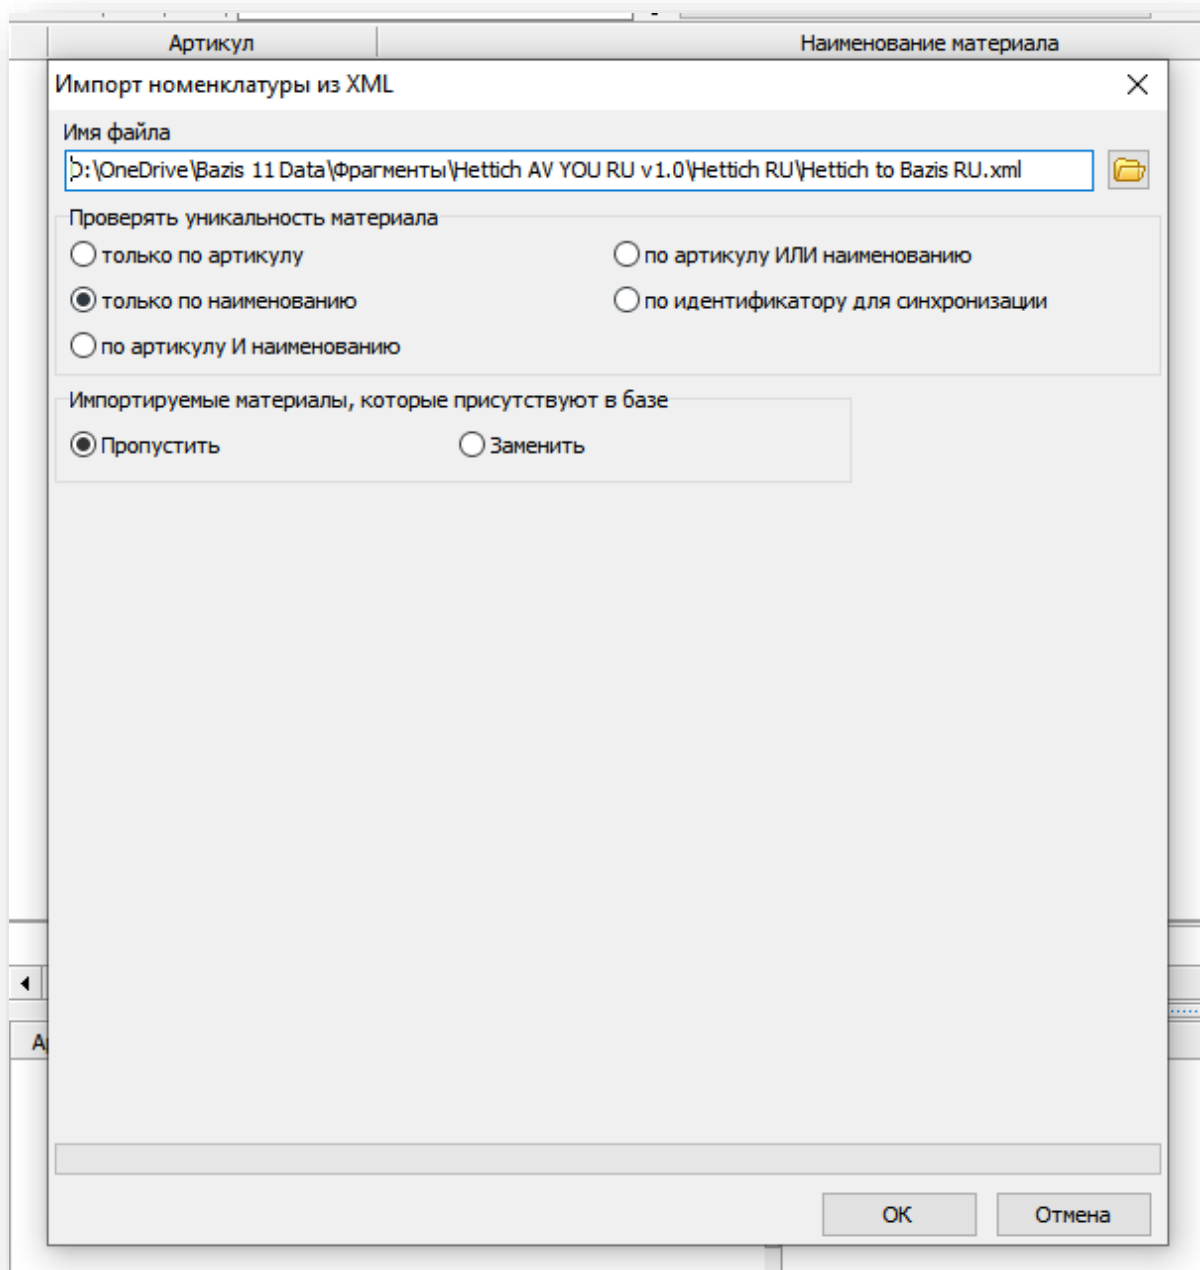 Артикул Наименование материала
Импорт номенклатуры из XML
Имя файла
D:\OneDrive\Bazis 11 Data\Фрагменты\Hettich AV YOU RU v1.0\Hettich RU\Hettich to Bazis RU.xml
Проверять уникальность материала
только по артикулу по артикулу ИЛИ наименованию
только по наименованию по идентификатору для синхронизации
по артикулу И наименованию
Импортируемые материалы, которые присутствуют в базе
Пропустить Заменить
OK Отмена